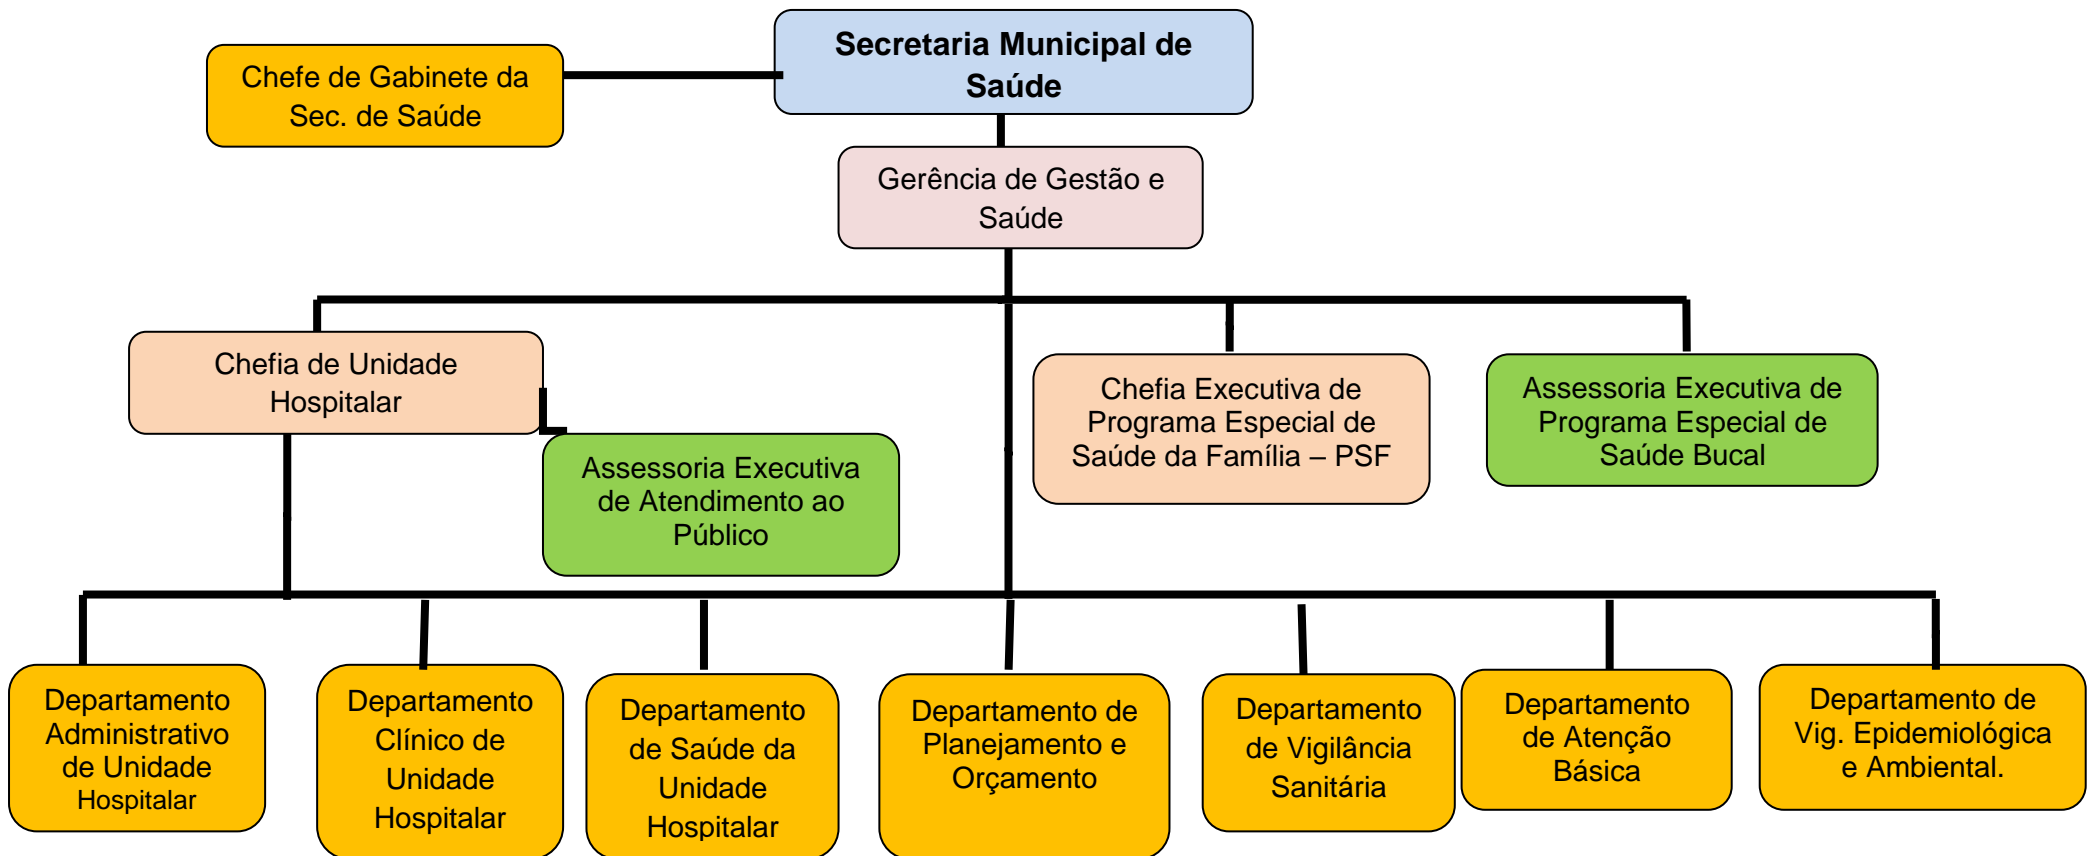 Secretaria Municipal de
Saúde
Chefe de Gabinete da
Sec. de Saúde
Gerência de Gestão e
Saúde
Chefia de Unidade
Hospitalar
Chefia Executiva de
Programa Especial de
Saúde da Família – PSF
Assessoria Executiva de
Programa Especial de
Saúde Bucal
Assessoria Executiva
de Atendimento ao
Público
Departamento
Administrativo
de Unidade
Hospitalar
Departamento
Clínico de
Unidade
Hospitalar
Departamento
de Saúde da
Unidade
Hospitalar
Departamento de
Planejamento e
Orçamento
Departamento
de Vigilância
Sanitária
Departamento
de Atenção
Básica
Departamento de
Vig. Epidemiológica
e Ambiental.